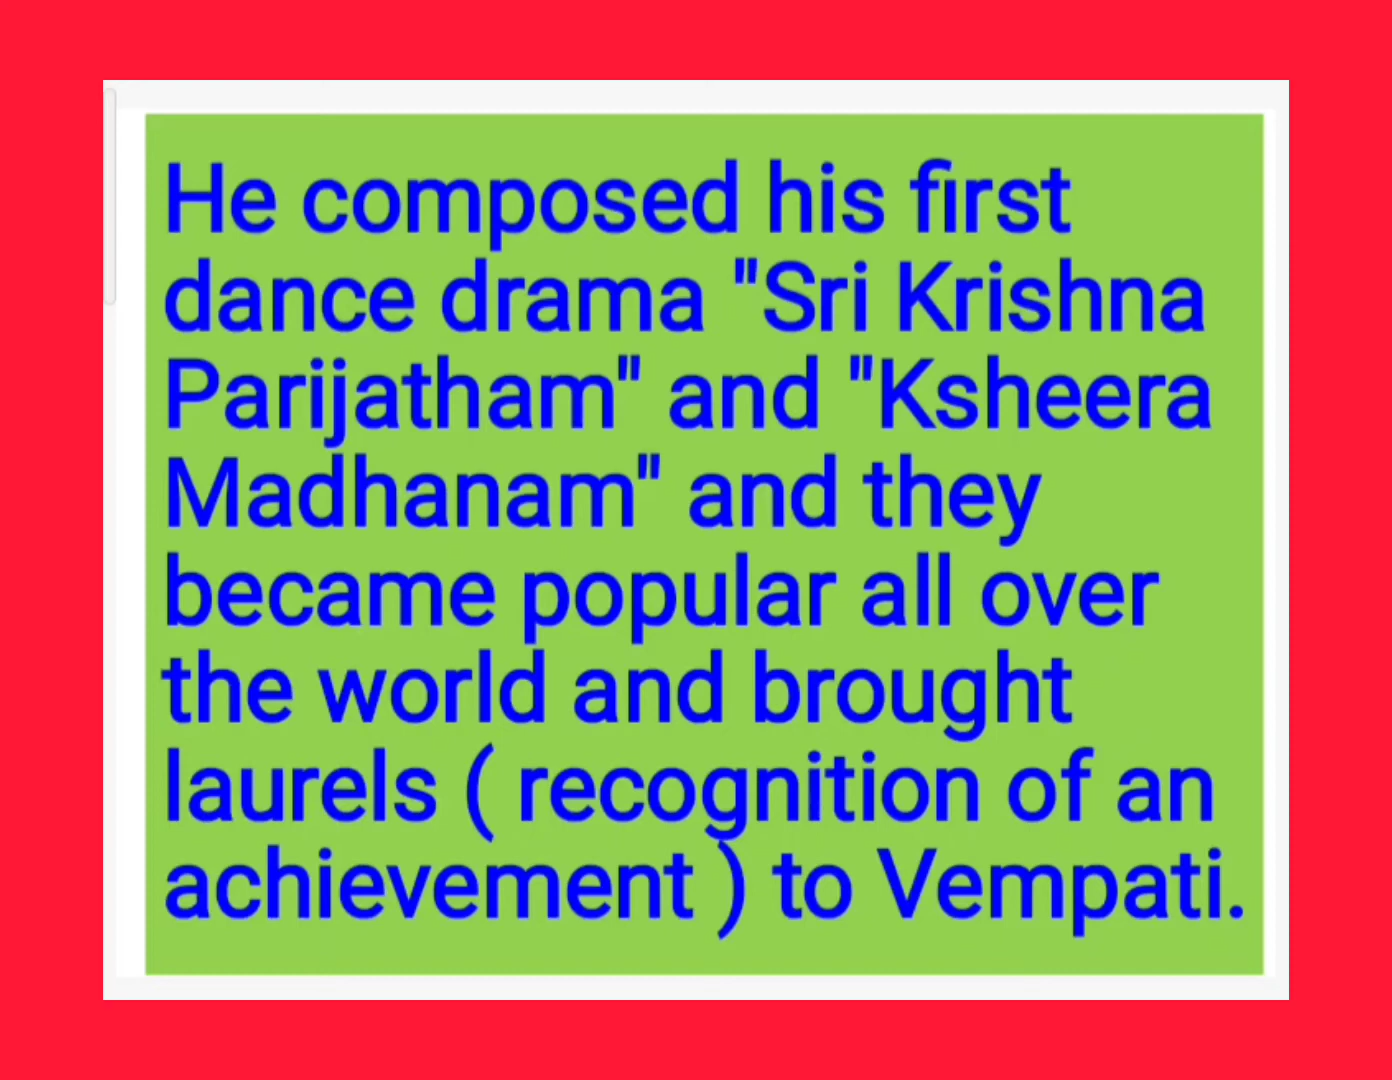 He composed his first
dance drama "Sri Krishna
Parijatham" and "Ksheera
Madhanam" and they
became popular all over
the world and brought
laurels ( recognition of an
achievement ) to Vempati.